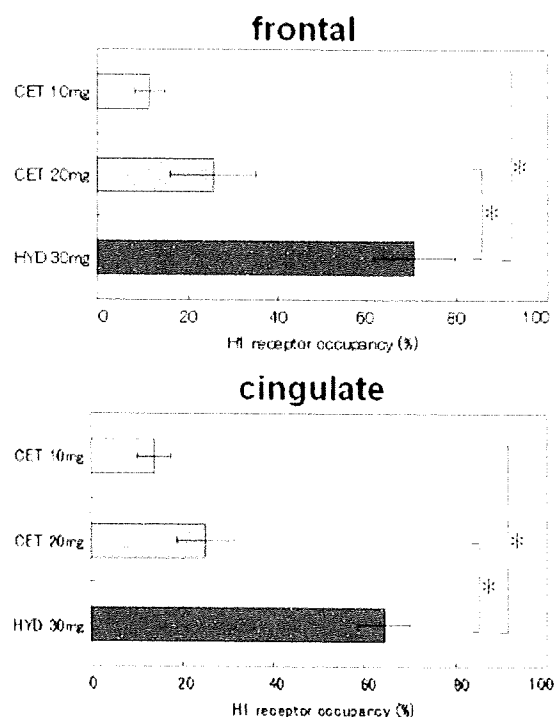 frontal
CET 10mg
CET 20mg
*
*
HYD 30mg
0 20 40 60 80 100
H1 receptor occupancy (%)
cingulate
CET 10mg
CET 20mg
*
*
HYD 30mg
0 20 40 60 80 100
H1 receptor occupancy (%)